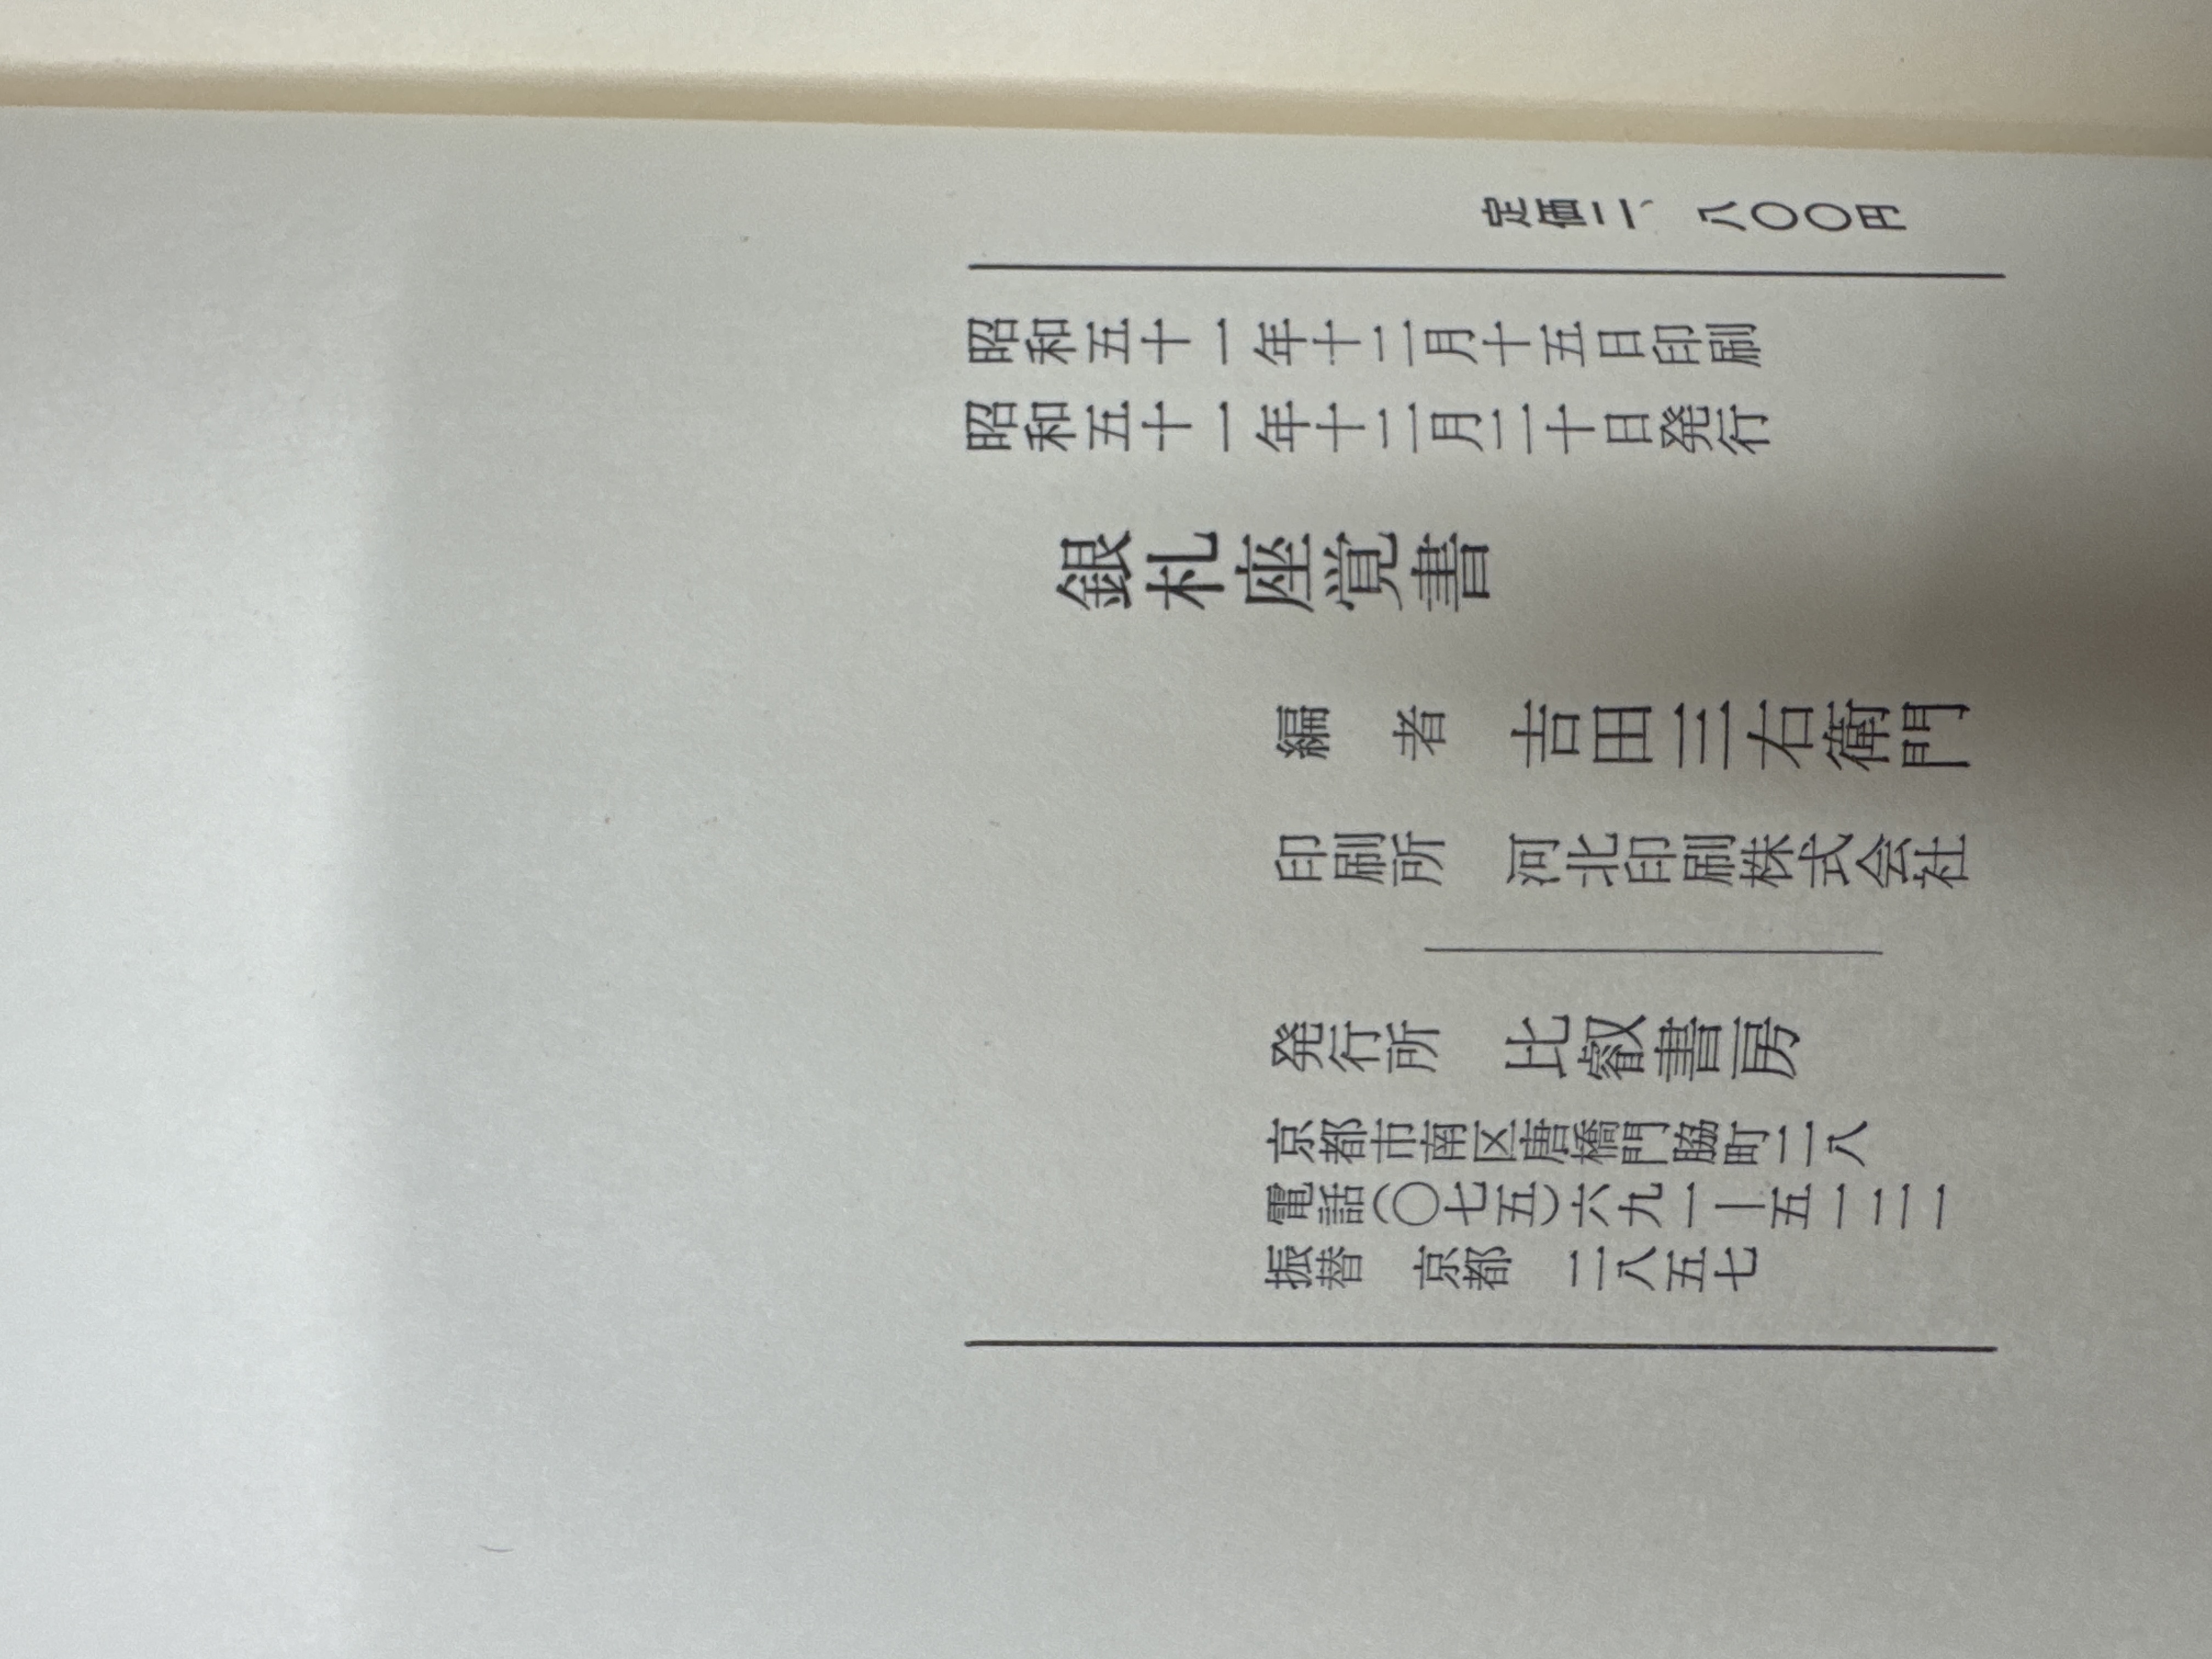 定価二、八〇〇円
昭和五十一年十二月十五日印刷
昭和五十一年十二月二十日発行
銀札座覚書
編　者　吉田三右衛門
印刷所　河北印刷株式会社
発行所　比叡書房
京都市南区唐橋門脇町二八
電話(〇七五)六九一―五一二一
振替　京都　二八五七